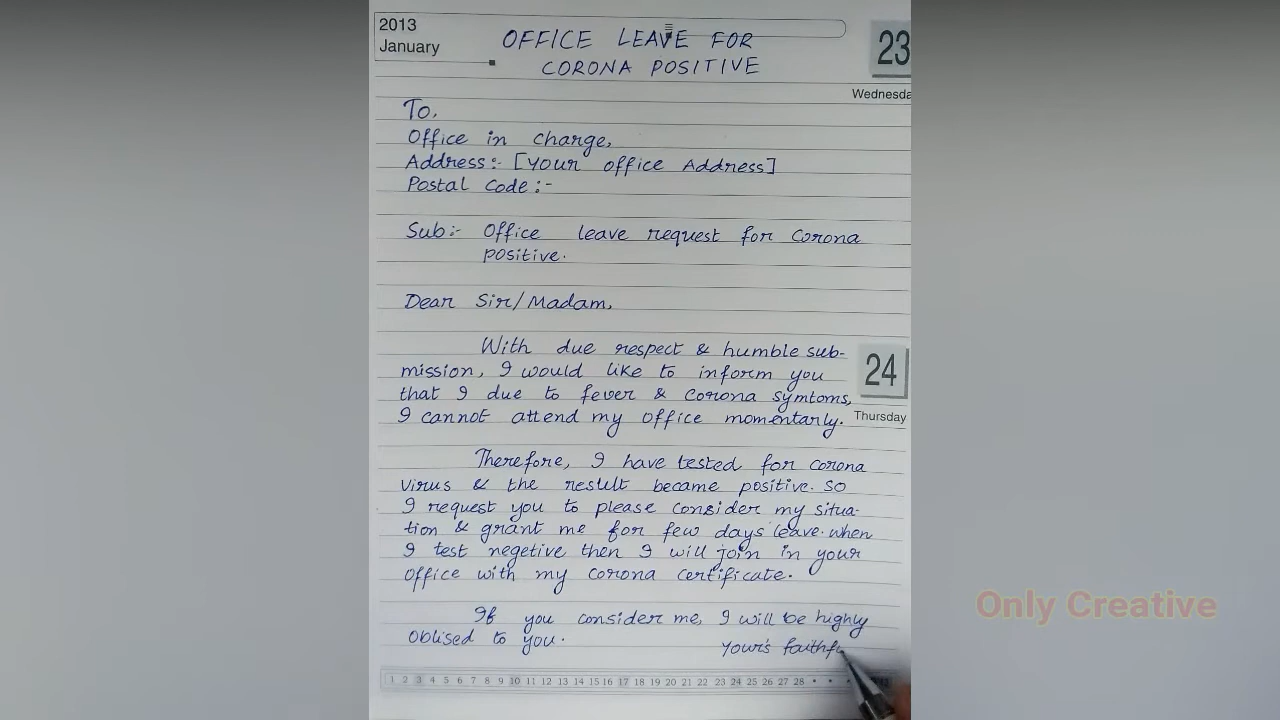 2013
January
OFFICE LEAVE FOR
CORONA POSITIVE
23
Wednesda
To,
Office in charge,
Address:- [Your office Address]
Postal code:-
Sub:- Office leave request for corona
positive.
Dear Sir/Madam,
With due respect & humble sub-
mission, I would like to inform you
that I due to fever & corona symtoms,
I cannot attend my office momentarly.
24
Thursday
Therefore, I have tested for corona
virus & the result became positive. So
I request you to please consider my situa-
tion & grant me for few days leave. when
I test negetive then I will join in your
office with my corona certificate.
If you consider me, I will be highly
oblised to you.
Your's faithfu
1 2 3 4 5 6 7 8 9 10 11 12 13 14 15 16 17 18 19 20 21 22 23 24 25 26 27 28
Only Creative